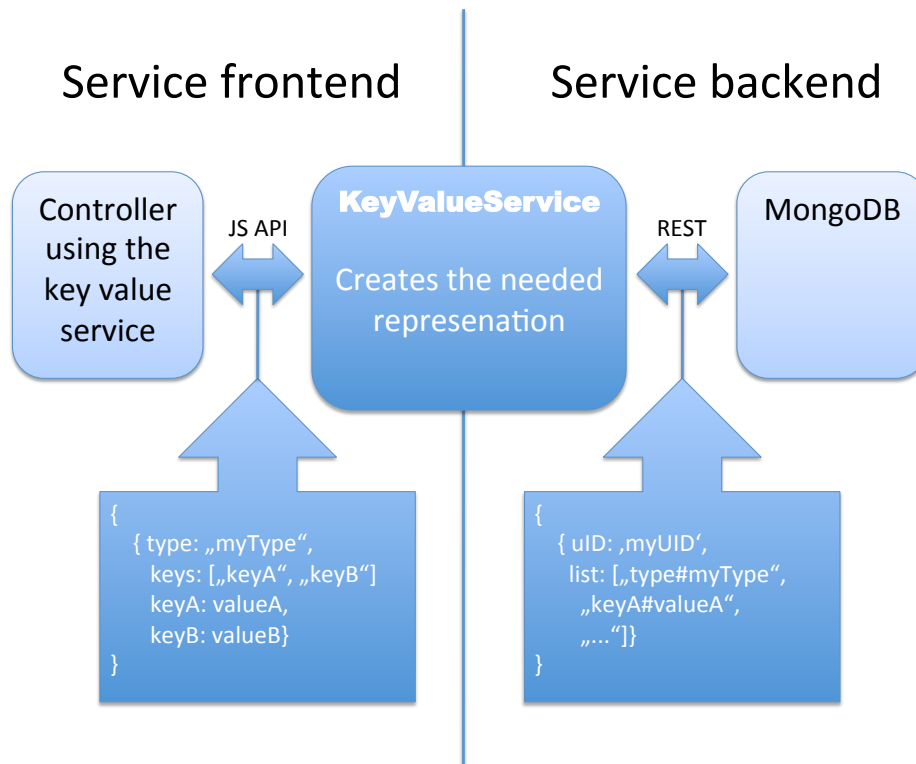 Service frontend
Service backend
Controller
using the
key value
service
JS API
KeyValueService
Creates the needed
represenation
REST
MongoDB
{
{ type: „myType“,
keys: [„keyA“, „keyB“]
keyA: valueA,
keyB: valueB}
}
{
{ uID: ‚myUID‘,
list: [„type#myType“,
„keyA#valueA“,
„...“]}
}